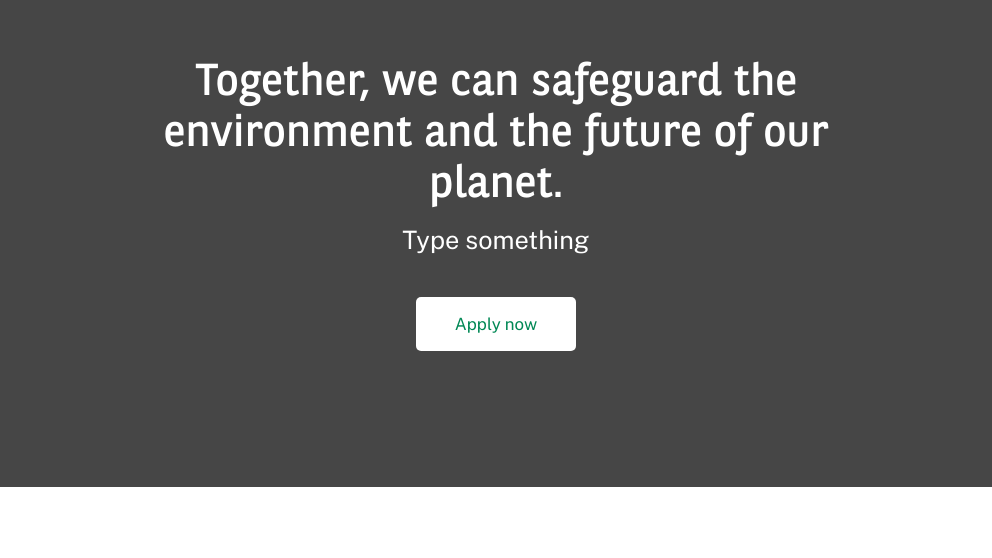 Together, we can safeguard the
environment and the future of our
planet.
Type something
Apply now